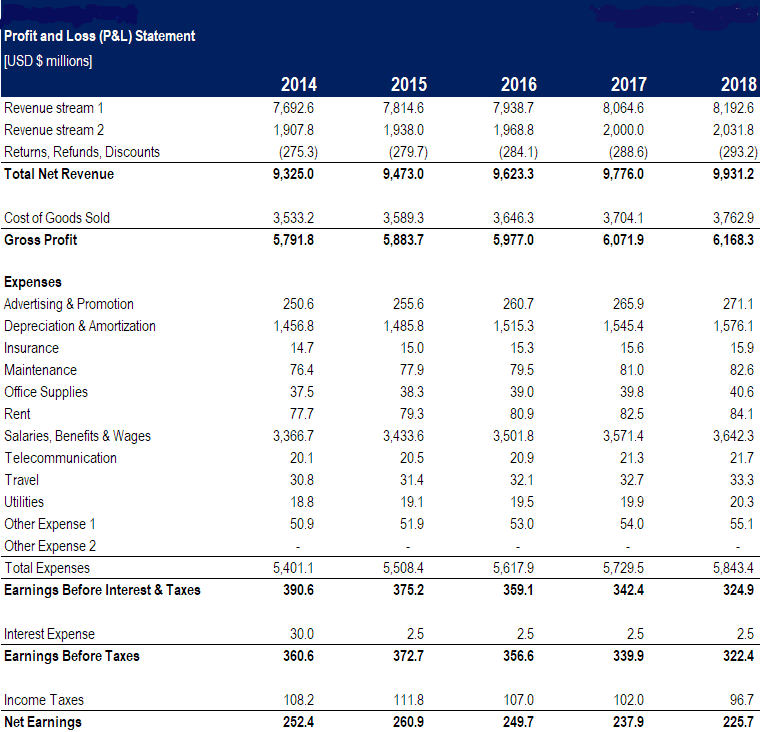 Profit and Loss (P&L) Statement
[USD $ millions]
2014 2015 2016 2017 2018
Revenue stream 1 7,692.6 7,814.6 7,938.7 8,064.6 8,192.6
Revenue stream 2 1,907.8 1,938.0 1,968.8 2,000.0 2,031.8
Returns, Refunds, Discounts (275.3) (279.7) (284.1) (288.6) (293.2)
Total Net Revenue 9,325.0 9,473.0 9,623.3 9,776.0 9,931.2
Cost of Goods Sold 3,533.2 3,589.3 3,646.3 3,704.1 3,762.9
Gross Profit 5,791.8 5,883.7 5,977.0 6,071.9 6,168.3
Expenses
Advertising & Promotion 250.6 255.6 260.7 265.9 271.1
Depreciation & Amortization 1,456.8 1,485.8 1,515.3 1,545.4 1,576.1
Insurance 14.7 15.0 15.3 15.6 15.9
Maintenance 76.4 77.9 79.5 81.0 82.6
Office Supplies 37.5 38.3 39.0 39.8 40.6
Rent 77.7 79.3 80.9 82.5 84.1
Salaries, Benefits & Wages 3,366.7 3,433.6 3,501.8 3,571.4 3,642.3
Telecommunication 20.1 20.5 20.9 21.3 21.7
Travel 30.8 31.4 32.1 32.7 33.3
Utilities 18.8 19.1 19.5 19.9 20.3
Other Expense 1 50.9 51.9 53.0 54.0 55.1
Other Expense 2 - - - - -
Total Expenses 5,401.1 5,508.4 5,617.9 5,729.5 5,843.4
Earnings Before Interest & Taxes 390.6 375.2 359.1 342.4 324.9
Interest Expense 30.0 2.5 2.5 2.5 2.5
Earnings Before Taxes 360.6 372.7 356.6 339.9 322.4
Income Taxes 108.2 111.8 107.0 102.0 96.7
Net Earnings 252.4 260.9 249.7 237.9 225.7